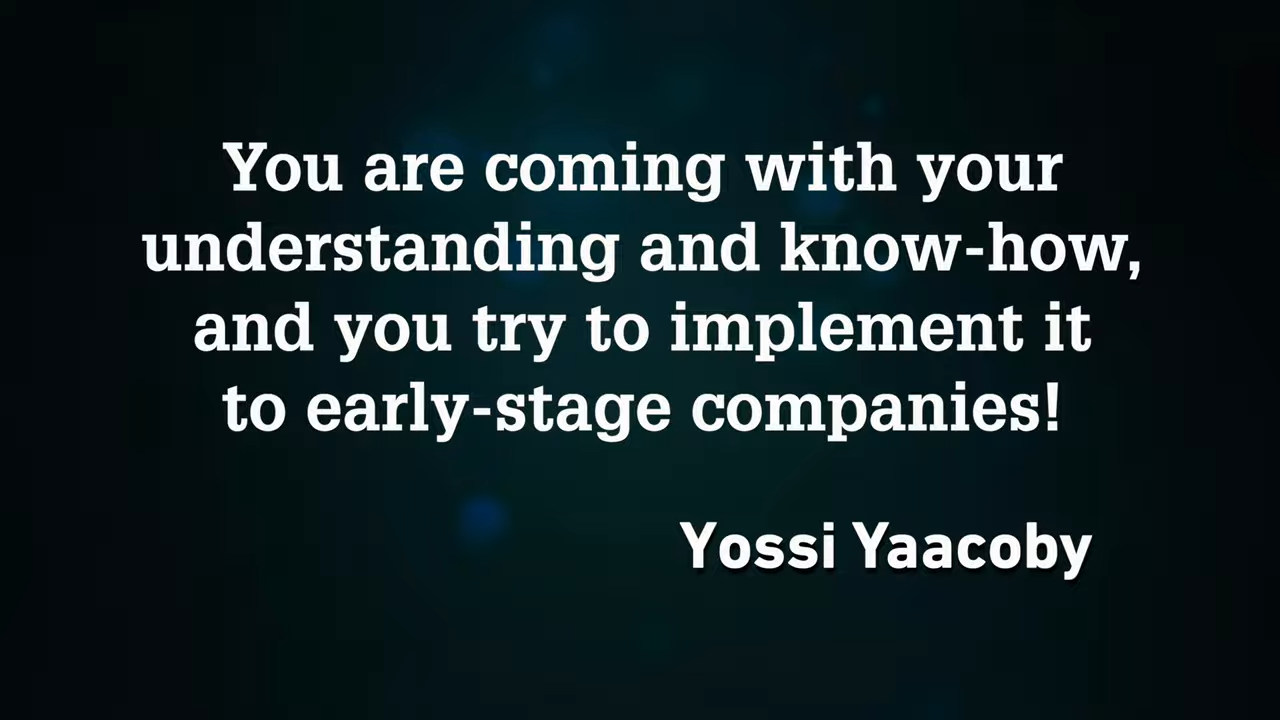 You are coming with your
understanding and know-how,
and you try to implement it
to early-stage companies!
Yossi Yaacoby